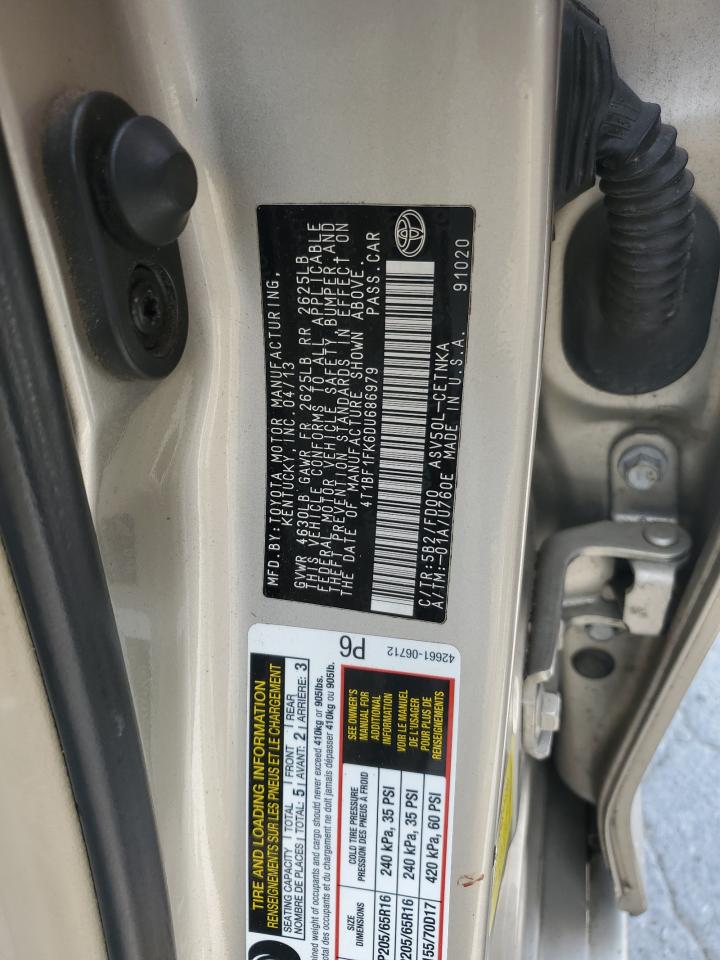 MFD. BY: TOYOTA MOTOR MANUFACTURING,
KENTUCKY, INC. 04/13
GVWR 4630LB GAWR FR 2625LB RR 2625LB
THIS VEHICLE CONFORMS TO ALL APPLICABLE
FEDERAL MOTOR VEHICLE SAFETY, BUMPER, AND
THEFT PREVENTION STANDARDS IN EFFECT ON
THE DATE OF MANUFACTURE SHOWN ABOVE.
4T1BF1FK6DU686979 PASS. CAR
C/TR:5B2/FD00 ASV50L-CETNKA
A/TM:-01A/U760E MADE IN U.S.A. 91020
TIRE AND LOADING INFORMATION
RENSEIGNEMENTS SUR LES PNEUS ET LE CHARGEMENT
SEATING CAPACITY | TOTAL | FRONT | REAR
NOMBRE DE PLACES | TOTAL: 5 | AVANT: 2 | ARRIÈRE: 3
weight of occupants and cargo should never exceed 410kg or 905lbs.
total des occupants et du chargement ne doit jamais dépasser 410kg ou 905lb.
P6
42661-06712
SIZE
DIMENSIONS
COLD TIRE PRESSURE
PRESSION DES PNEUS À FROID
P205/65R16 240 kPa, 35 PSI
205/65R16 240 kPa, 35 PSI
155/70D17 420 kPa, 60 PSI
SEE OWNER'S
MANUAL FOR
ADDITIONAL
INFORMATION
VOIR LE MANUEL
DE L'USAGER
POUR PLUS DE
RENSEIGNEMENTS